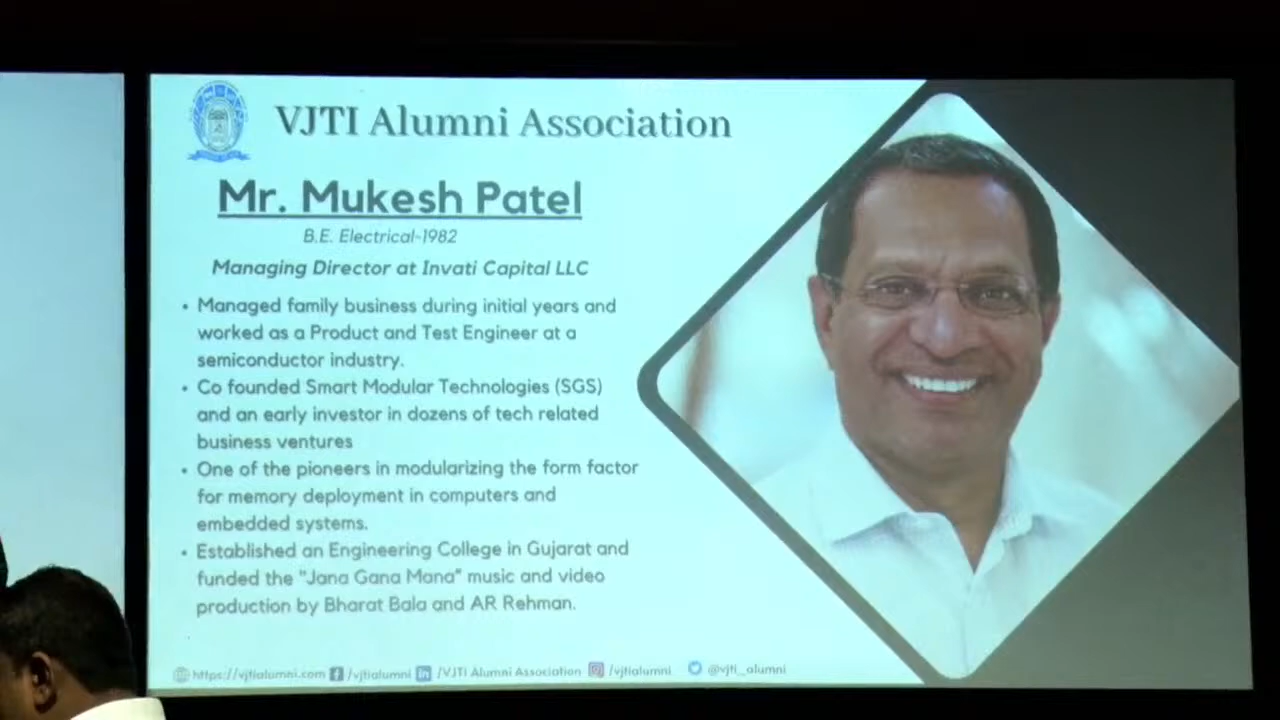 VJTI Alumni Association
Mr. Mukesh Patel
B.E. Electrical-1982
Managing Director at Invati Capital LLC
• Managed family business during initial years and
worked as a Product and Test Engineer at a
semiconductor industry.
• Co founded Smart Modular Technologies (SGS)
and an early investor in dozens of tech related
business ventures
• One of the pioneers in modularizing the form factor
for memory deployment in computers and
embedded systems.
• Established an Engineering College in Gujarat and
funded the "Jana Gana Mana" music and video
production by Bharat Bala and AR Rehman.
https://vjtialumni.com /vjtialumni /VJTI Alumni Association /vjtialumni @vjti_alumni